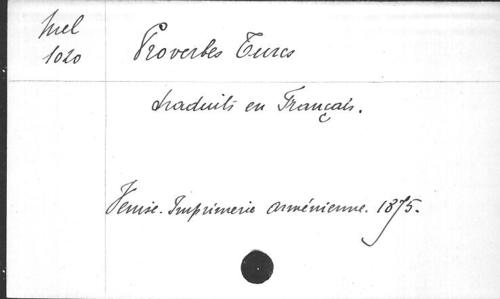 Mel
1020
Proverbes Turcs
traduits en Français.
Venise. Imprimerie arménienne. 1875.